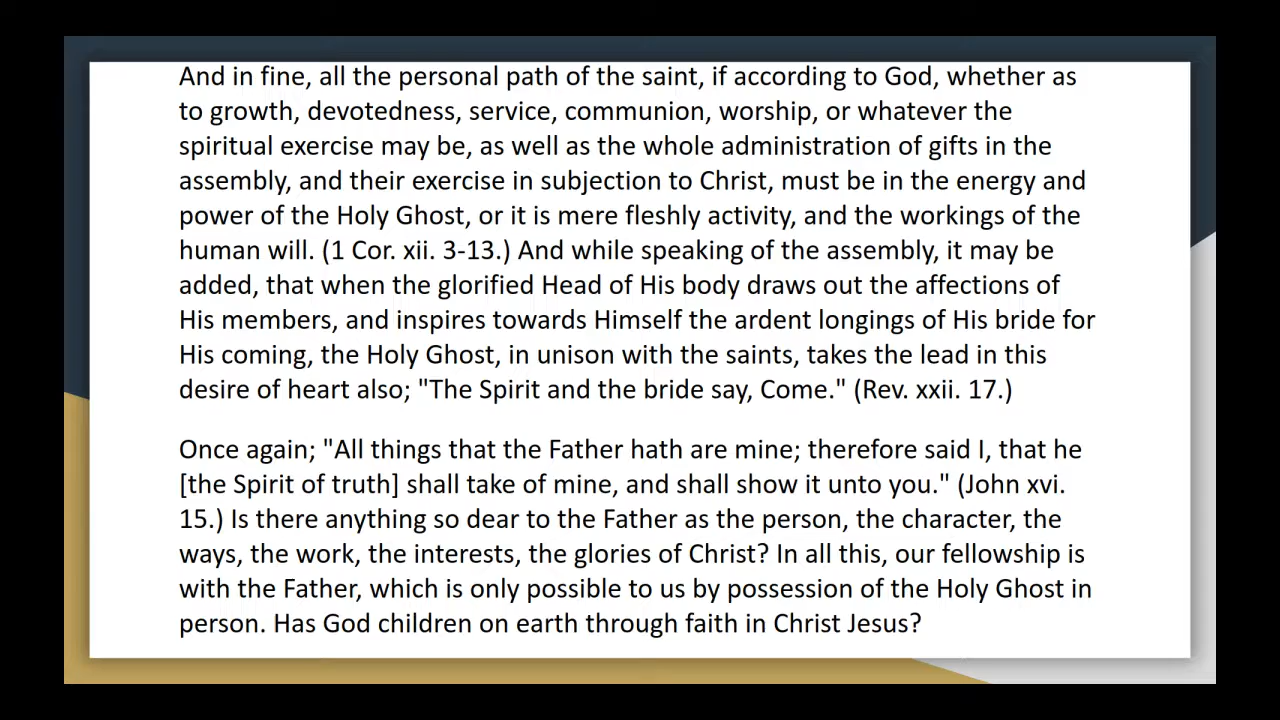 And in fine, all the personal path of the saint, if according to God, whether as
to growth, devotedness, service, communion, worship, or whatever the
spiritual exercise may be, as well as the whole administration of gifts in the
assembly, and their exercise in subjection to Christ, must be in the energy and
power of the Holy Ghost, or it is mere fleshly activity, and the workings of the
human will. (1 Cor. xii. 3-13.) And while speaking of the assembly, it may be
added, that when the glorified Head of His body draws out the affections of
His members, and inspires towards Himself the ardent longings of His bride for
His coming, the Holy Ghost, in unison with the saints, takes the lead in this
desire of heart also; "The Spirit and the bride say, Come." (Rev. xxii. 17.)
Once again; "All things that the Father hath are mine; therefore said I, that he
[the Spirit of truth] shall take of mine, and shall show it unto you." (John xvi.
15.) Is there anything so dear to the Father as the person, the character, the
ways, the work, the interests, the glories of Christ? In all this, our fellowship is
with the Father, which is only possible to us by possession of the Holy Ghost in
person. Has God children on earth through faith in Christ Jesus?